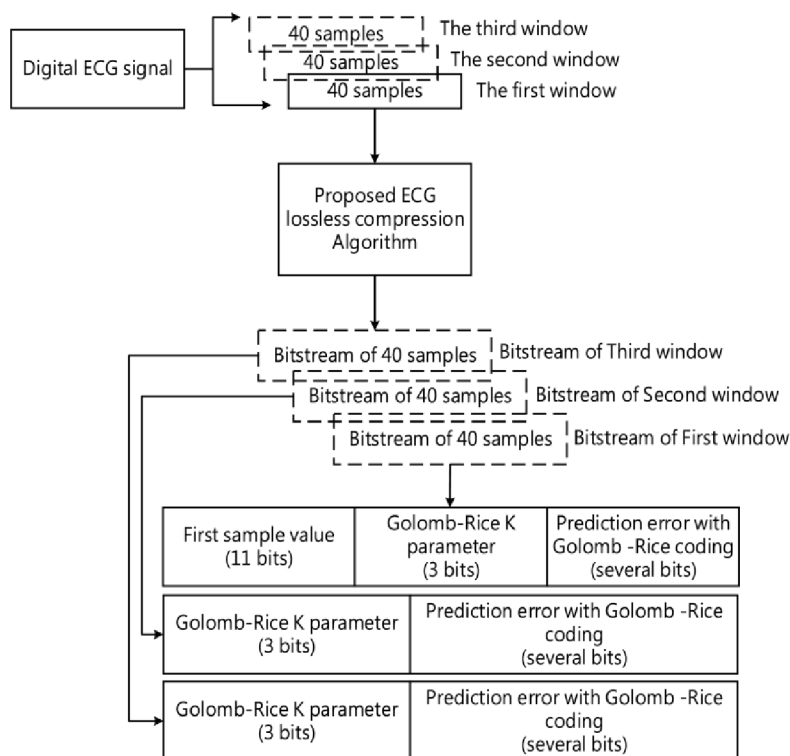 Digital ECG signal
40 samples
The third window
40 samples
The second window
40 samples
The first window
Proposed ECG
lossless compression
Algorithm
Bitstream of 40 samples
Bitstream of Third window
Bitstream of 40 samples
Bitstream of Second window
Bitstream of 40 samples
Bitstream of First window
First sample value
(11 bits)
Golomb-Rice K
parameter
(3 bits)
Prediction error with
Golomb -Rice coding
(several bits)
Golomb-Rice K parameter
(3 bits)
Prediction error with Golomb -Rice
coding
(several bits)
Golomb-Rice K parameter
(3 bits)
Prediction error with Golomb -Rice
coding
(several bits)